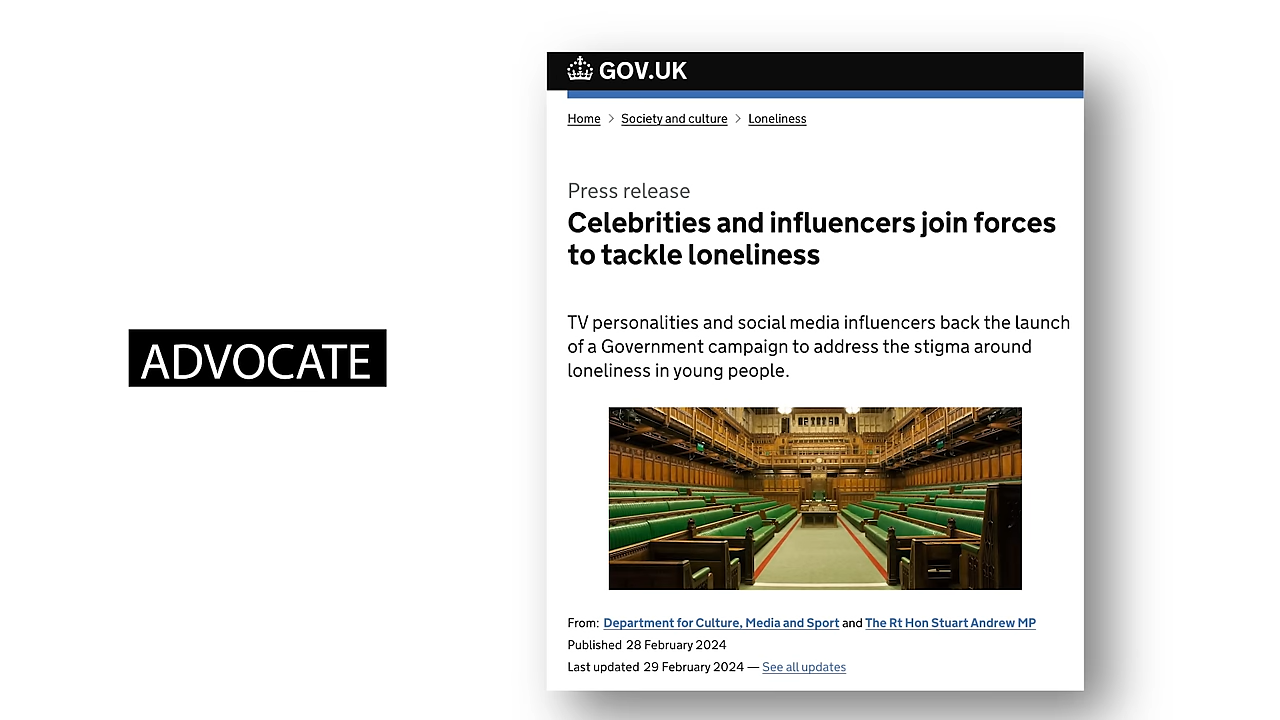 ADVOCATE
GOV.UK
Home > Society and culture > Loneliness
Press release
Celebrities and influencers join forces
to tackle loneliness
TV personalities and social media influencers back the launch
of a Government campaign to address the stigma around
loneliness in young people.
From: Department for Culture, Media and Sport and The Rt Hon Stuart Andrew MP
Published 28 February 2024
Last updated 29 February 2024 — See all updates